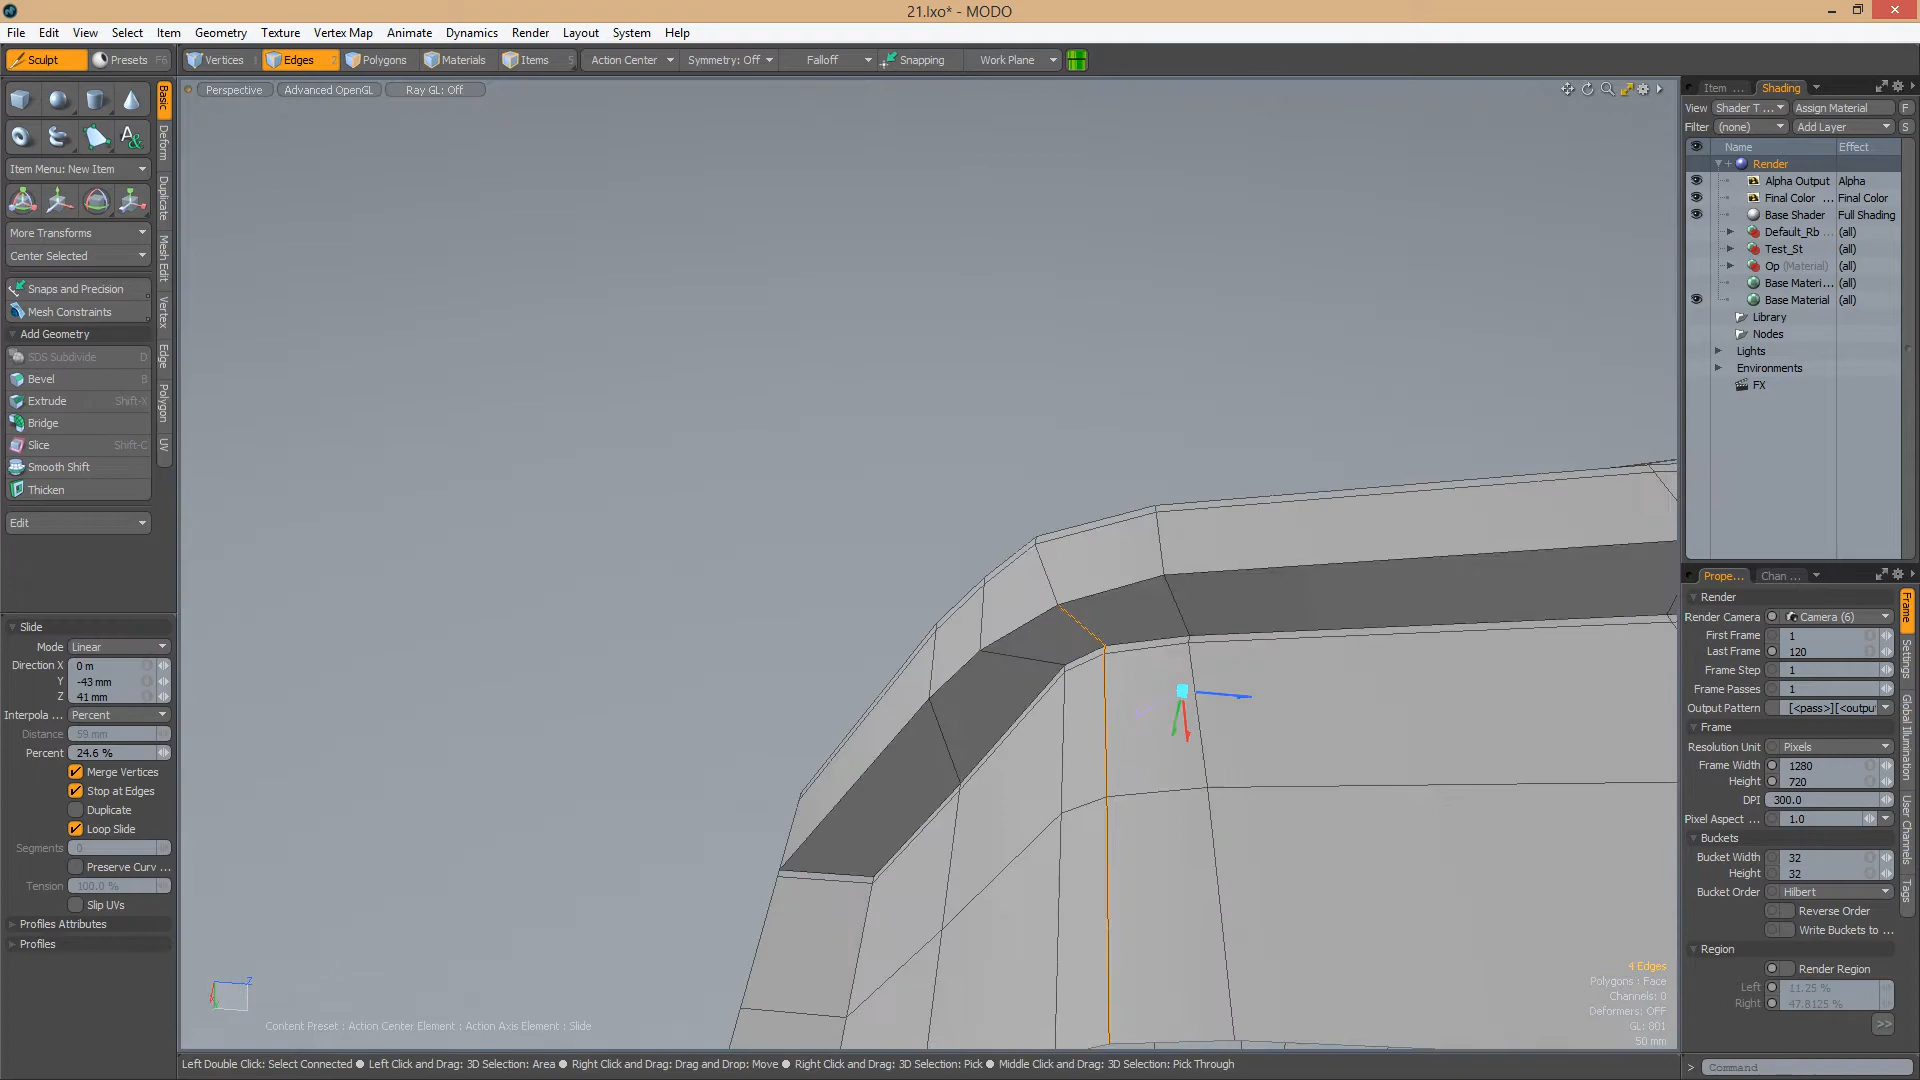 21.lxo* - MODO
File Edit View Select Item Geometry Texture Vertex Map Animate Dynamics Render Layout System Help
Sculpt Presets F6 Vertices 1 Edges 2 Polygons Materials Items 5 Action Center Symmetry: Off Falloff Snapping Work Plane
Perspective Advanced OpenGL Ray GL: Off
Basic
Deform
Duplicate
Mesh Edit
Vertex
Edge
Polygon
UV
Item Menu: New Item
More Transforms
Center Selected
Snaps and Precision
Mesh Constraints
Add Geometry
SDS Subdivide D
Bevel B
Extrude Shift-X
Bridge
Slice Shift-C
Smooth Shift
Thicken
Edit
Slide
Mode Linear
Direction X 0 m
Y -43 mm
Z 41 mm
Interpola ... Percent
Distance 59 mm
Percent 24.6 %
Merge Vertices
Stop at Edges
Duplicate
Loop Slide
Segments 0
Preserve Curv ...
Tension 100.0 %
Slip UVs
Profiles Attributes
Profiles
Z
4 Edges
Polygons : Face
Channels: 0
Deformers: OFF
GL: 801
50 mm
Content Preset : Action Center Element : Action Axis Element : Slide
Left Double Click: Select Connected ● Left Click and Drag: 3D Selection: Area ● Right Click and Drag: Drag and Drop: Move ● Right Click and Drag: 3D Selection: Pick ● Middle Click and Drag: 3D Selection: Pick Through
Item ... Shading
View Shader T ... Assign Material F
Filter (none) Add Layer S
Name Effect
Render
Alpha Output Alpha
Final Color ... Final Color
Base Shader Full Shading
Default_Rb ... (all)
Test_St (all)
Op (Material) (all)
Base Materi... (all)
Base Material (all)
Library
Nodes
Lights
Environments
FX
Prope... Chan ...
Render
Render Camera Camera (6)
First Frame 1
Last Frame 120
Frame Step 1
Frame Passes 1
Output Pattern [<pass>][<outpu
Frame
Resolution Unit Pixels
Frame Width 1280
Height 720
DPI 300.0
Pixel Aspect ... 1.0
Buckets
Bucket Width 32
Height 32
Bucket Order Hilbert
Reverse Order
Write Buckets to ...
Region
Render Region
Left 11.25 %
Right 47.8125 %
>>
Frame
Settings
Global Illumination
User Channels
Tags
> Command